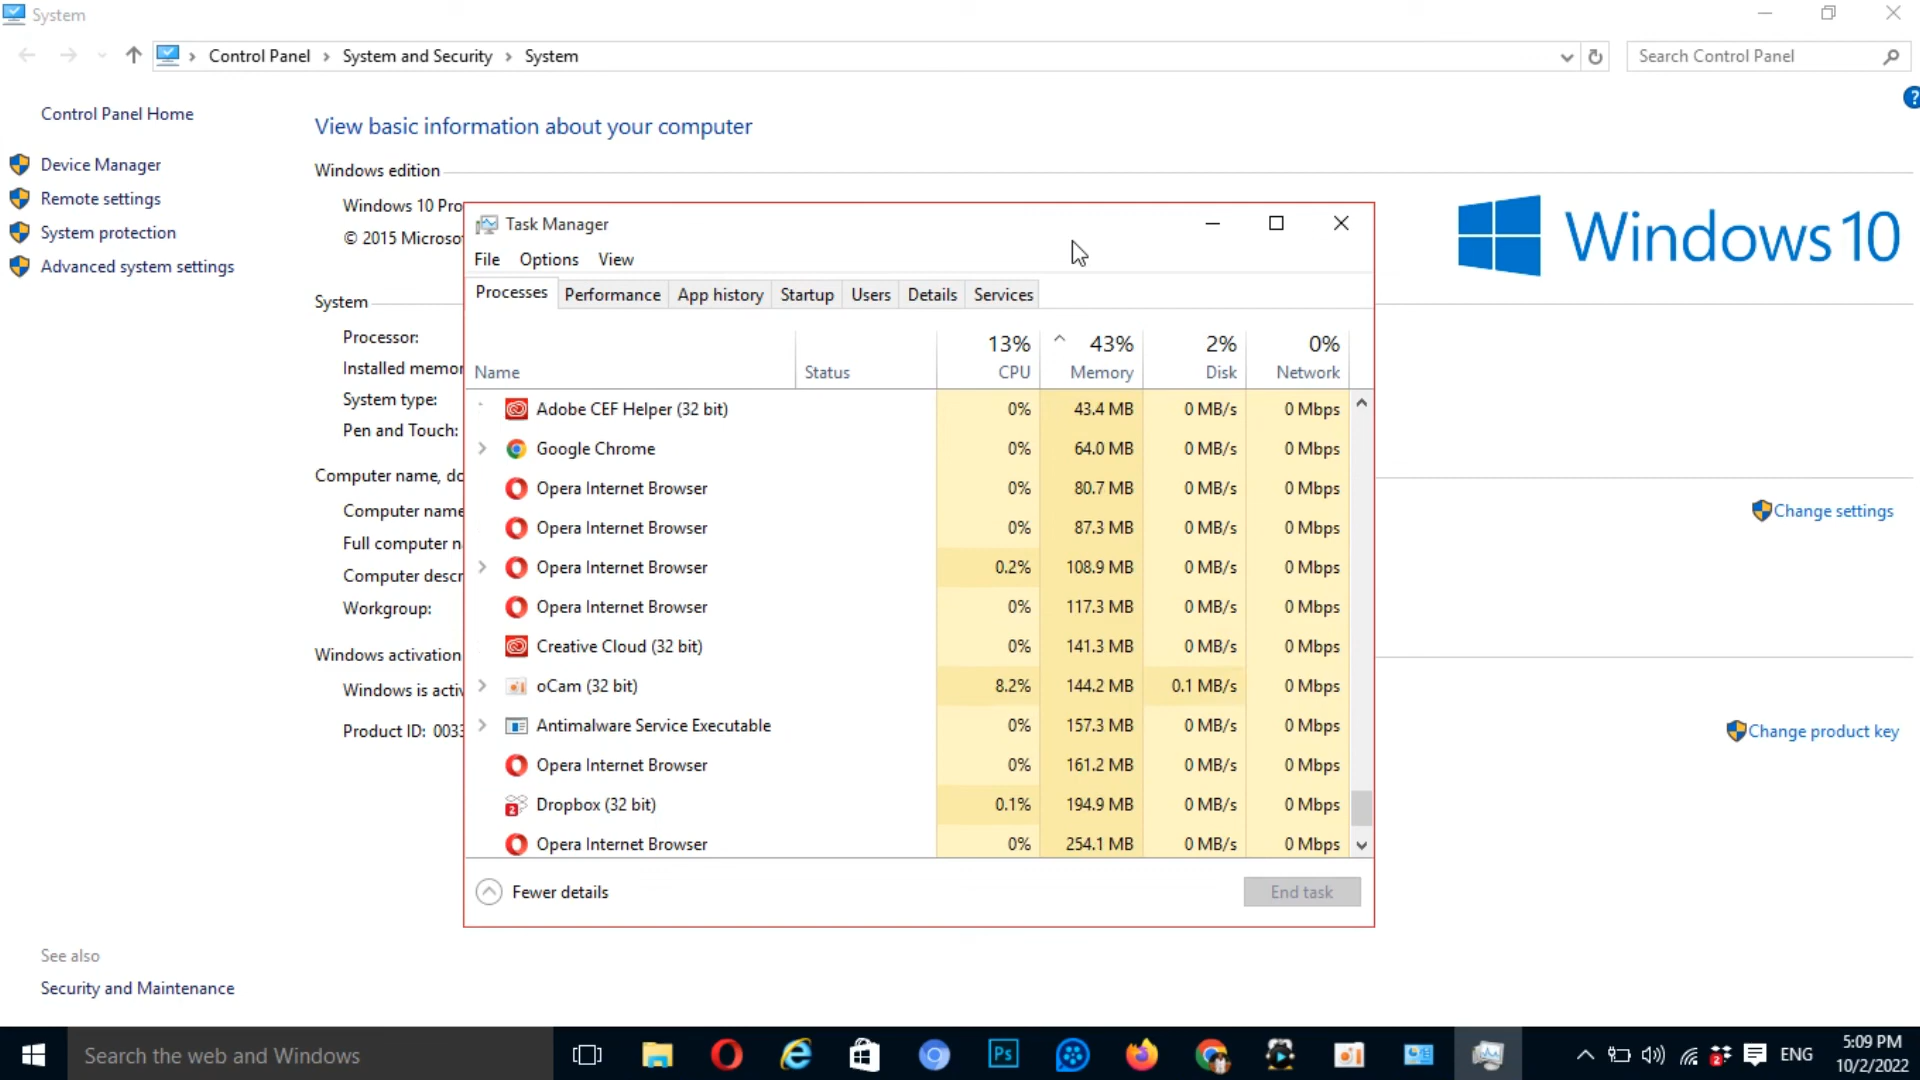 System
Control Panel > System and Security > System
Search Control Panel
Control Panel Home
Device Manager
Remote settings
System protection
Advanced system settings
View basic information about your computer
Windows edition
Windows 10 Pro
© 2015
Windows 10
System
Processor:
Installed
System type:
Pen and Touch:
Computer name,
Computer name
Full computer
Computer
Workgroup:
Change settings
Windows activation
Windows is
Product ID:
Change product key
See also
Security and Maintenance
Task Manager
File Options View
Processes Performance App history Startup Users Details Services
13% 43% 2% 0%
Name Status CPU Memory Disk Network
Adobe CEF Helper (32 bit) 0% 43.4 MB 0 MB/s 0 Mbps
Google Chrome 0% 64.0 MB 0 MB/s 0 Mbps
Opera Internet Browser 0% 80.7 MB 0 MB/s 0 Mbps
Opera Internet Browser 0% 87.3 MB 0 MB/s 0 Mbps
Opera Internet Browser 0.2% 108.9 MB 0 MB/s 0 Mbps
Opera Internet Browser 0% 117.3 MB 0 MB/s 0 Mbps
Creative Cloud (32 bit) 0% 141.3 MB 0 MB/s 0 Mbps
oCam (32 bit) 8.2% 144.2 MB 0.1 MB/s 0 Mbps
Antimalware Service Executable 0% 157.3 MB 0 MB/s 0 Mbps
Opera Internet Browser 0% 161.2 MB 0 MB/s 0 Mbps
Dropbox (32 bit) 0.1% 194.9 MB 0 MB/s 0 Mbps
Opera Internet Browser 0% 254.1 MB 0 MB/s 0 Mbps
Fewer details End task
Search the web and Windows
Ps
ENG
5:09 PM
10/2/2022